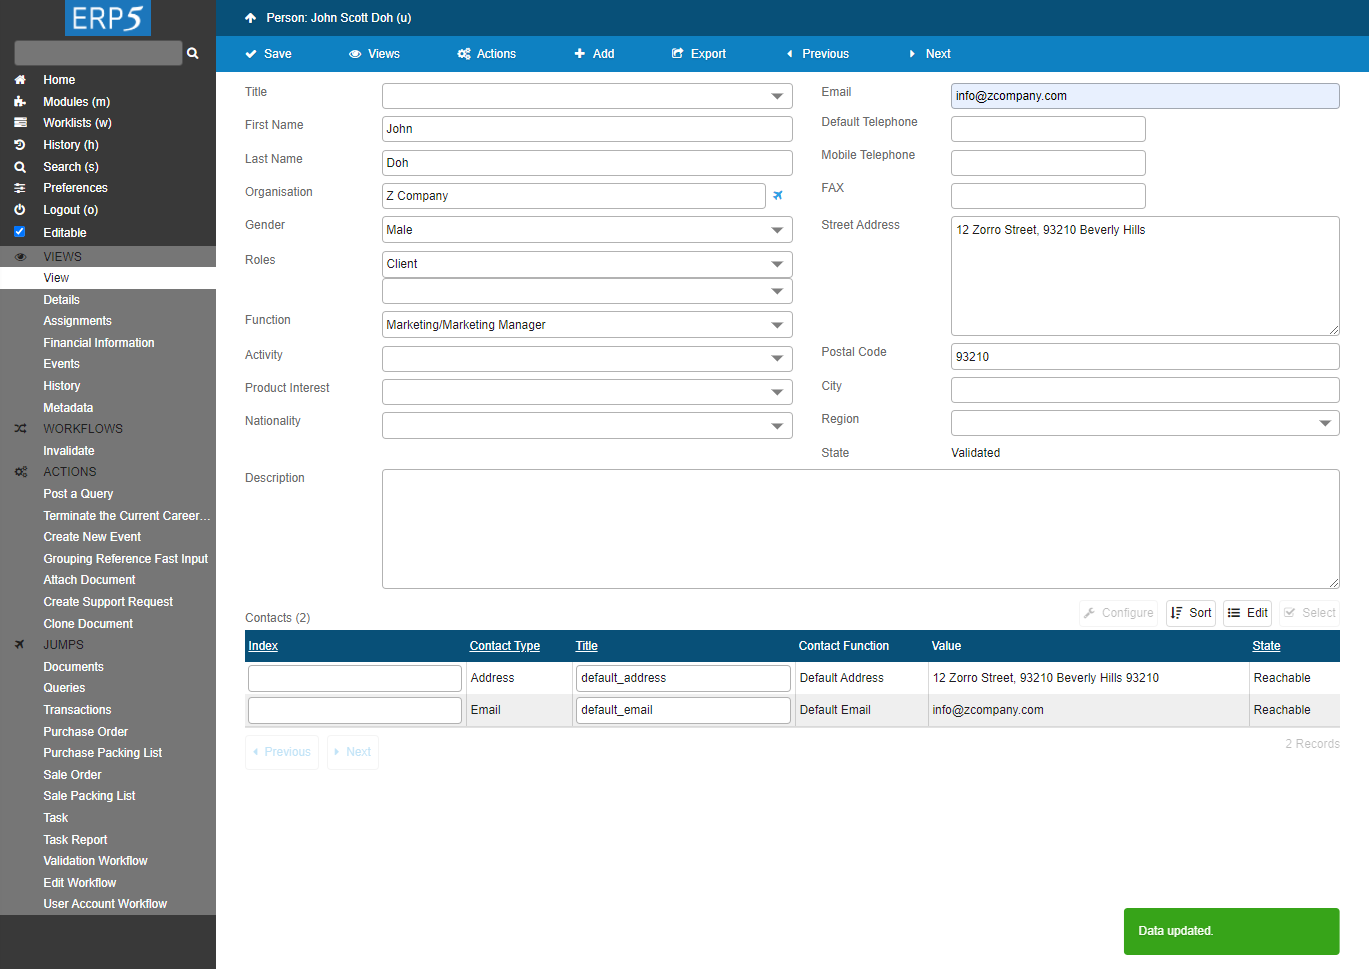 ERP5
Person: John Scott Doh (u)
Save
Views
Actions
Add
Export
Previous
Next
Home
Modules (m)
Worklists (w)
History (h)
Search (s)
Preferences
Logout (o)
Editable
VIEWS
View
Details
Assignments
Financial Information
Events
History
Metadata
WORKFLOWS
Invalidate
ACTIONS
Post a Query
Terminate the Current Career...
Create New Event
Grouping Reference Fast Input
Attach Document
Create Support Request
Clone Document
JUMPS
Documents
Queries
Transactions
Purchase Order
Purchase Packing List
Sale Order
Sale Packing List
Task
Task Report
Validation Workflow
Edit Workflow
User Account Workflow
Title
First Name John
Last Name Doh
Organisation Z Company
Gender Male
Roles Client
Function Marketing/Marketing Manager
Activity
Product Interest
Nationality
Email info@zcompany.com
Default Telephone
Mobile Telephone
FAX
Street Address 12 Zorro Street, 93210 Beverly Hills
Postal Code 93210
City
Region
State Validated
Description
Contacts (2)
Configure Sort Edit Select
Index Contact Type Title Contact Function Value State
Address default_address Default Address 12 Zorro Street, 93210 Beverly Hills 93210 Reachable
Email default_email Default Email info@zcompany.com Reachable
Previous Next
2 Records
Data updated.